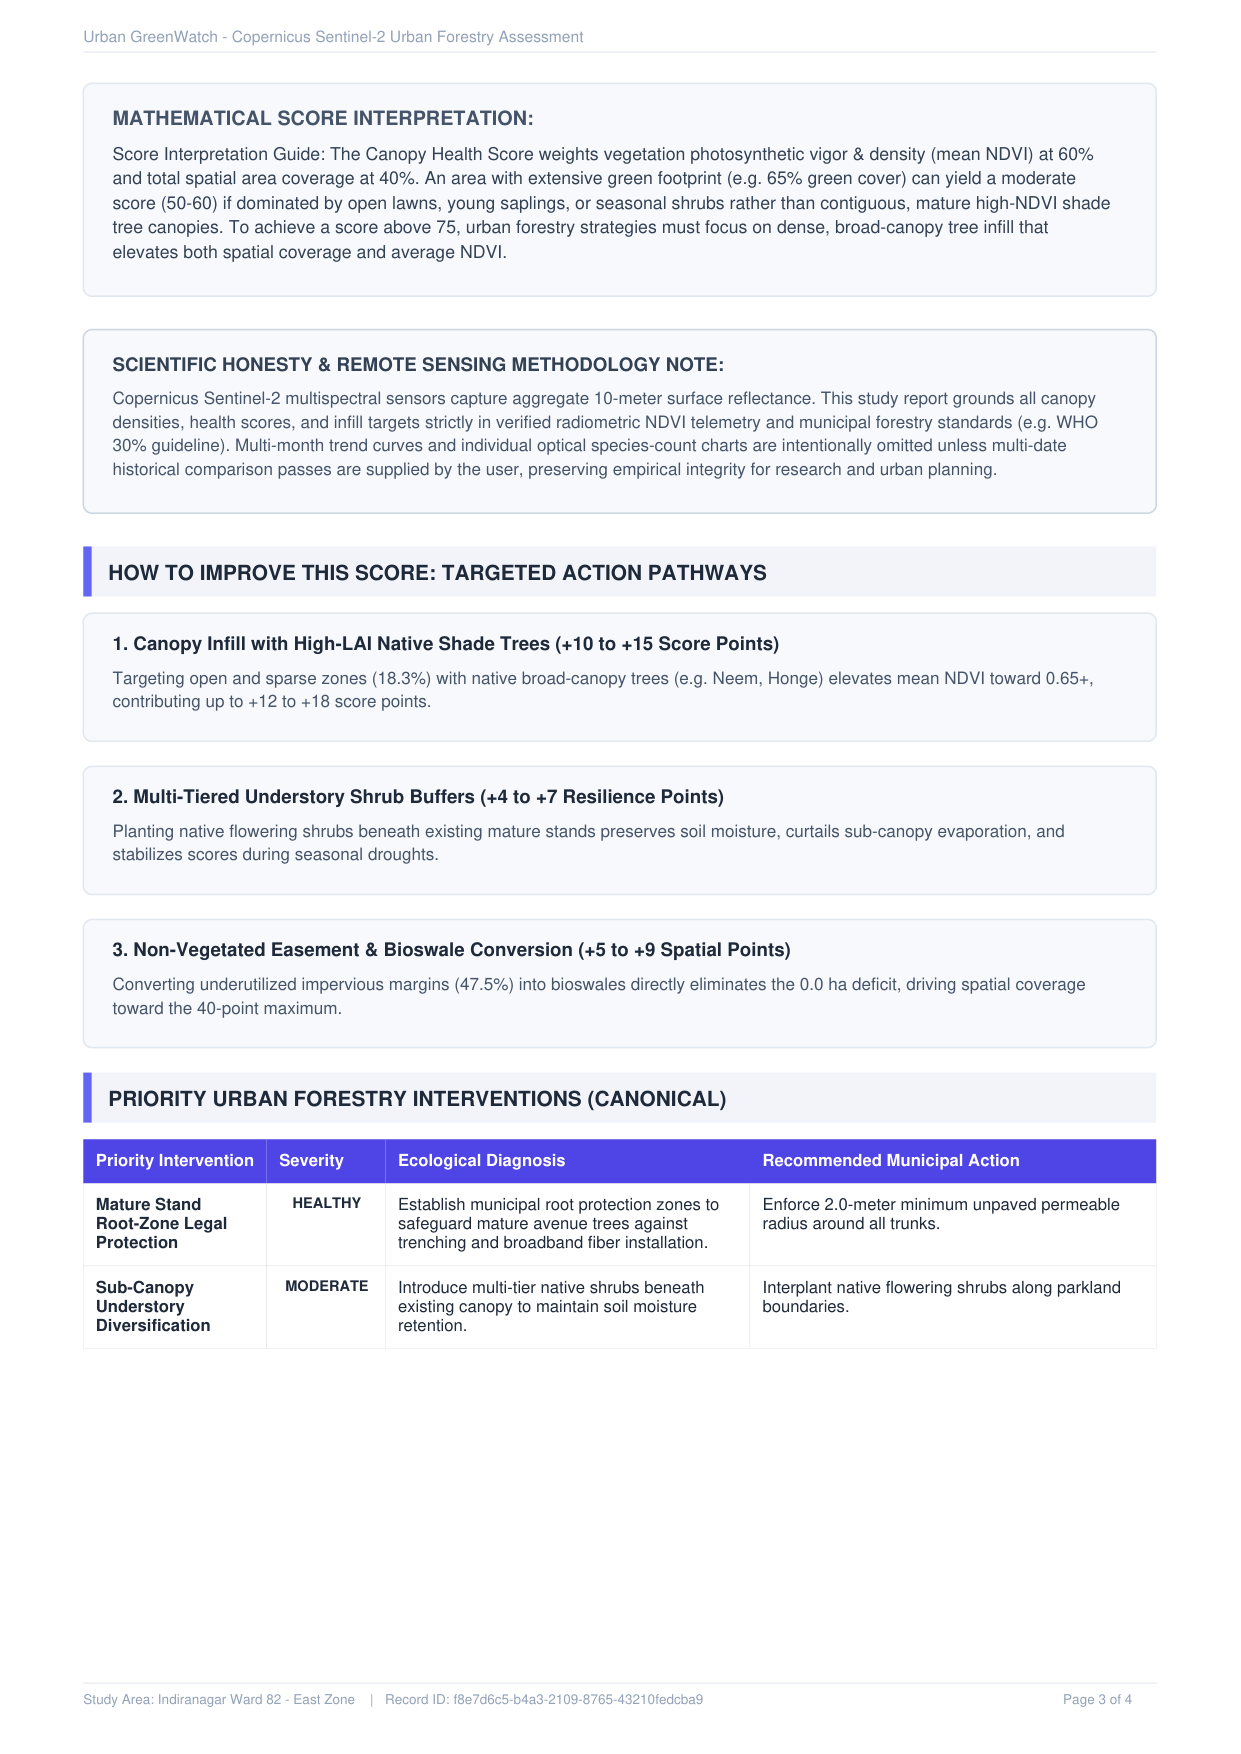 Urban GreenWatch - Copernicus Sentinel-2 Urban Forestry Assessment
MATHEMATICAL SCORE INTERPRETATION:
Score Interpretation Guide: The Canopy Health Score weights vegetation photosynthetic vigor & density (mean NDVI) at 60%
and total spatial area coverage at 40%. An area with extensive green footprint (e.g. 65% green cover) can yield a moderate
score (50-60) if dominated by open lawns, young saplings, or seasonal shrubs rather than contiguous, mature high-NDVI shade
tree canopies. To achieve a score above 75, urban forestry strategies must focus on dense, broad-canopy tree infill that
elevates both spatial coverage and average NDVI.
SCIENTIFIC HONESTY & REMOTE SENSING METHODOLOGY NOTE:
Copernicus Sentinel-2 multispectral sensors capture aggregate 10-meter surface reflectance. This study report grounds all canopy
densities, health scores, and infill targets strictly in verified radiometric NDVI telemetry and municipal forestry standards (e.g. WHO
30% guideline). Multi-month trend curves and individual optical species-count charts are intentionally omitted unless multi-date
historical comparison passes are supplied by the user, preserving empirical integrity for research and urban planning.
HOW TO IMPROVE THIS SCORE: TARGETED ACTION PATHWAYS
1. Canopy Infill with High-LAI Native Shade Trees (+10 to +15 Score Points)
Targeting open and sparse zones (18.3%) with native broad-canopy trees (e.g. Neem, Honge) elevates mean NDVI toward 0.65+,
contributing up to +12 to +18 score points.
2. Multi-Tiered Understory Shrub Buffers (+4 to +7 Resilience Points)
Planting native flowering shrubs beneath existing mature stands preserves soil moisture, curtails sub-canopy evaporation, and
stabilizes scores during seasonal droughts.
3. Non-Vegetated Easement & Bioswale Conversion (+5 to +9 Spatial Points)
Converting underutilized impervious margins (47.5%) into bioswales directly eliminates the 0.0 ha deficit, driving spatial coverage
toward the 40-point maximum.
PRIORITY URBAN FORESTRY INTERVENTIONS (CANONICAL)
Priority Intervention Severity Ecological Diagnosis Recommended Municipal Action
Mature Stand HEALTHY Establish municipal root protection zones to Enforce 2.0-meter minimum unpaved permeable
Root-Zone Legal safeguard mature avenue trees against radius around all trunks.
Protection trenching and broadband fiber installation.
Sub-Canopy MODERATE Introduce multi-tier native shrubs beneath Interplant native flowering shrubs along parkland
Understory existing canopy to maintain soil moisture boundaries.
Diversification retention.
Study Area: Indiranagar Ward 82 - East Zone | Record ID: f8e7d6c5-b4a3-2109-8765-43210fedcba9 Page 3 of 4